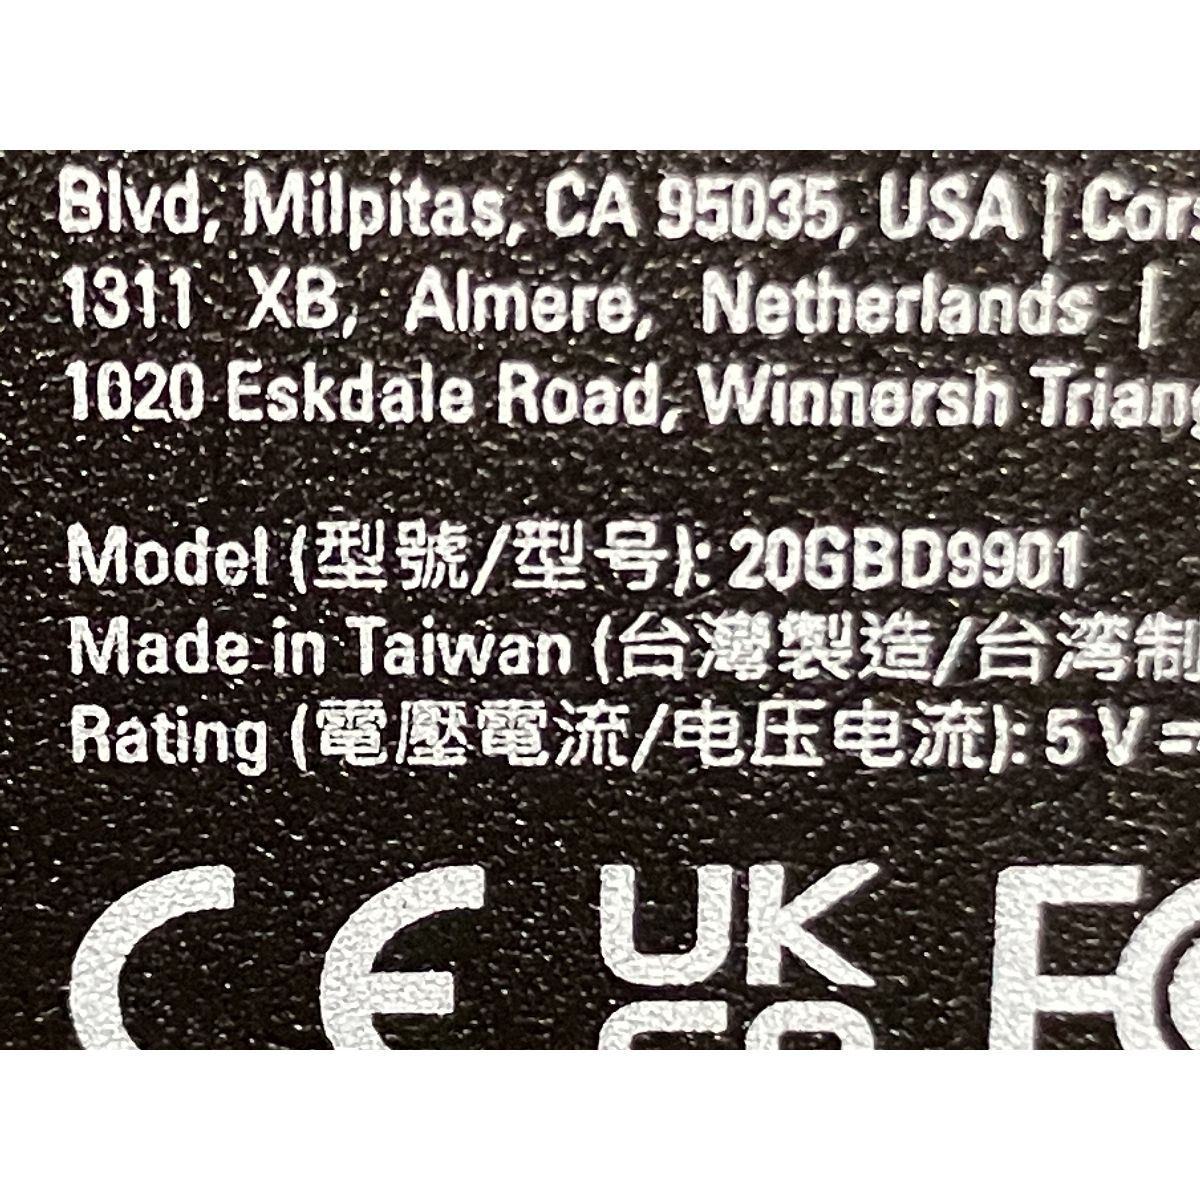 Blvd, Milpitas, CA 95035, USA | Cors
1311 XB, Almere, Netherlands |
1020 Eskdale Road, Winnersh Triang
Model (型號/型号): 20GBD9901
Made in Taiwan (台灣製造/台湾制
Rating (電壓電流/电压电流): 5 V =
CE UK FC
CA